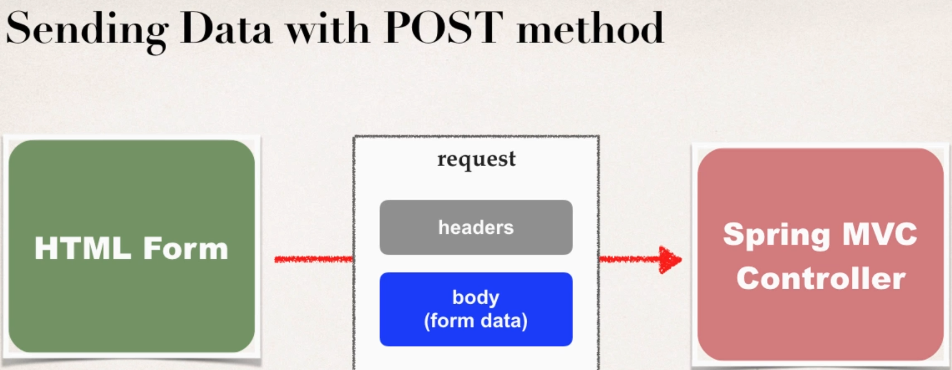 Sending Data with POST method
HTML Form
request
headers
body
(form data)
Spring MVC
Controller